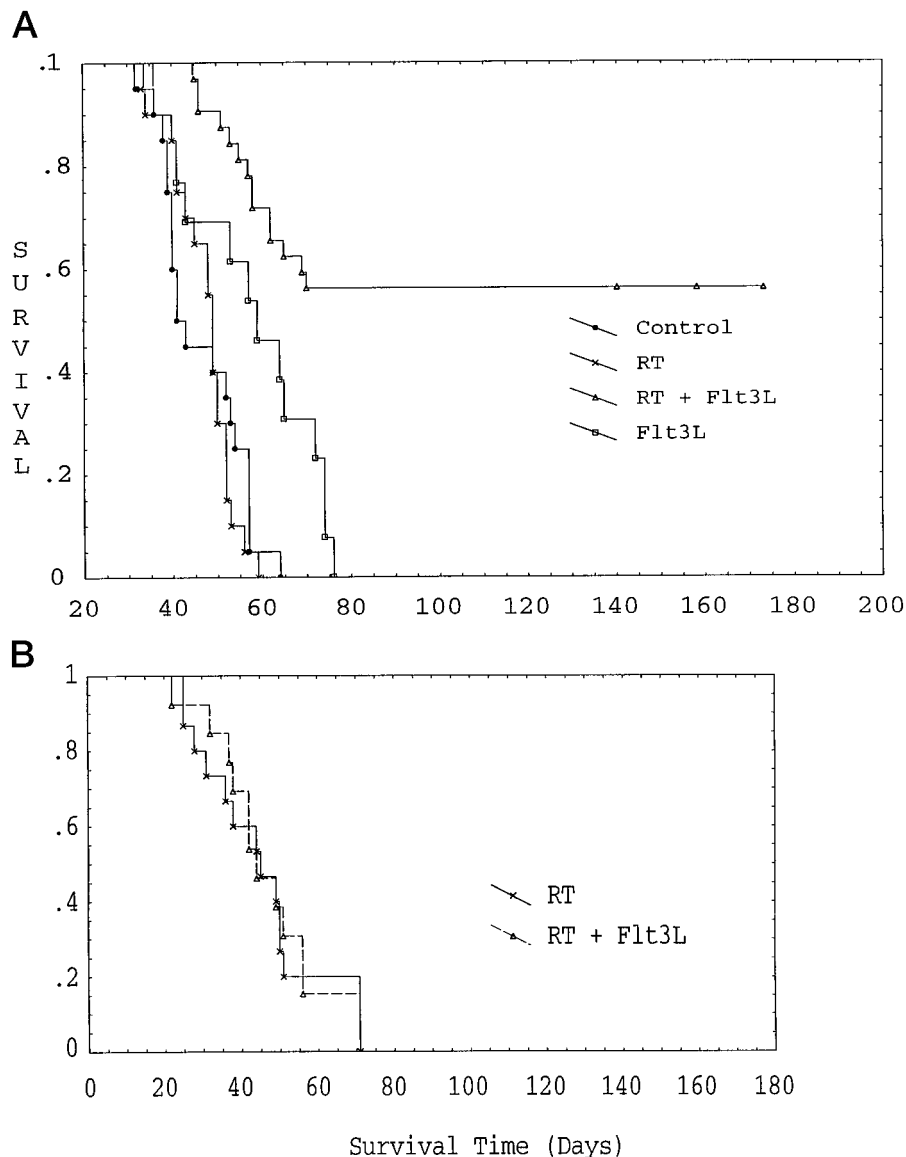 A
.1
.8
.6
.4
.2
0
SURVIVAL
Control
RT
RT + Flt3L
Flt3L
20 40 60 80 100 120 140 160 180 200
B
1
.8
.6
.4
.2
0
RT
RT + Flt3L
0 20 40 60 80 100 120 140 160 180
Survival Time (Days)